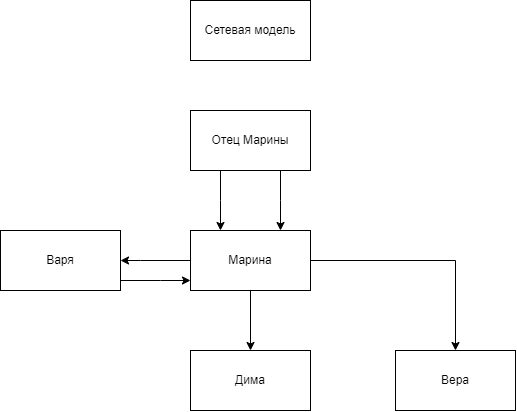 Сетевая модель
Отец Марины
Варя
Марина
Дима
Вера